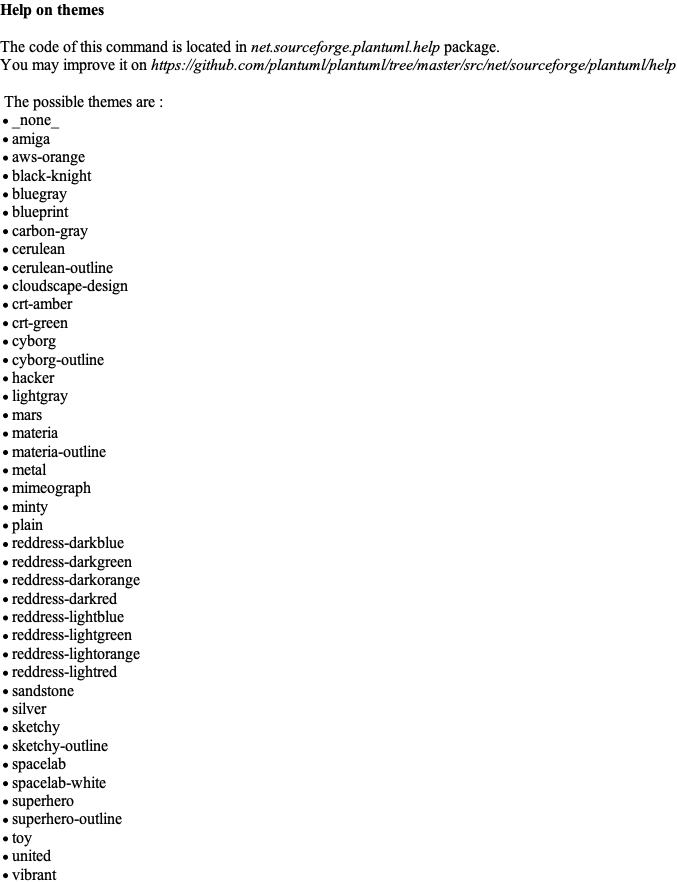 Help on themes
The code of this command is located in net.sourceforge.plantuml.help package.
You may improve it on https://github.com/plantuml/plantuml/tree/master/src/net/sourceforge/plantuml/help
The possible themes are :
• _none_
• amiga
• aws-orange
• black-knight
• bluegray
• blueprint
• carbon-gray
• cerulean
• cerulean-outline
• cloudscape-design
• crt-amber
• crt-green
• cyborg
• cyborg-outline
• hacker
• lightgray
• mars
• materia
• materia-outline
• metal
• mimeograph
• minty
• plain
• reddress-darkblue
• reddress-darkgreen
• reddress-darkorange
• reddress-darkred
• reddress-lightblue
• reddress-lightgreen
• reddress-lightorange
• reddress-lightred
• sandstone
• silver
• sketchy
• sketchy-outline
• spacelab
• spacelab-white
• superhero
• superhero-outline
• toy
• united
• vibrant